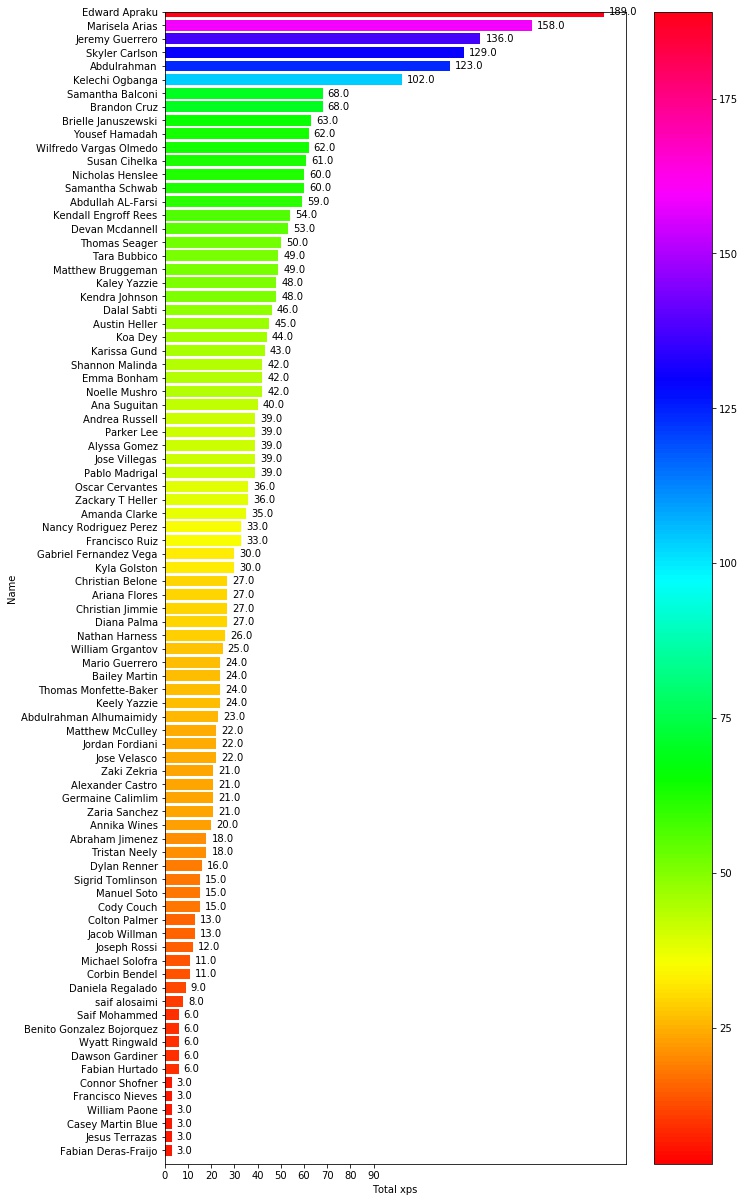 Edward Apraku 189.0
Marisela Arias 158.0
Jeremy Guerrero 136.0
Skyler Carlson 129.0
Abdulrahman 123.0
Kelechi Ogbanga 102.0
Samantha Balconi 68.0
Brandon Cruz 68.0
Brielle Januszewski 63.0
Yousef Hamadah 62.0
Wilfredo Vargas Olmedo 62.0
Susan Cihelka 61.0
Nicholas Henslee 60.0
Samantha Schwab 60.0
Abdullah AL-Farsi 59.0
Kendall Engroff Rees 54.0
Devan Mcdannell 53.0
Thomas Seager 50.0
Tara Bubbico 49.0
Matthew Bruggeman 49.0
Kaley Yazzie 48.0
Kendra Johnson 48.0
Dalal Sabti 46.0
Austin Heller 45.0
Koa Dey 44.0
Karissa Gund 43.0
Shannon Malinda 42.0
Emma Bonham 42.0
Noelle Mushro 42.0
Ana Suguitan 40.0
Andrea Russell 39.0
Parker Lee 39.0
Alyssa Gomez 39.0
Jose Villegas 39.0
Pablo Madrigal 39.0
Oscar Cervantes 36.0
Zackary T Heller 36.0
Amanda Clarke 35.0
Nancy Rodriguez Perez 33.0
Francisco Ruiz 33.0
Gabriel Fernandez Vega 30.0
Kyla Golston 30.0
Christian Belone 27.0
Ariana Flores 27.0
Christian Jimmie 27.0
Diana Palma 27.0
Nathan Harness 26.0
William Grgantov 25.0
Mario Guerrero 24.0
Bailey Martin 24.0
Thomas Monfette-Baker 24.0
Keely Yazzie 24.0
Abdulrahman Alhumaimidy 23.0
Matthew McCulley 22.0
Jordan Fordiani 22.0
Jose Velasco 22.0
Zaki Zekria 21.0
Alexander Castro 21.0
Germaine Calimlim 21.0
Zaria Sanchez 21.0
Annika Wines 20.0
Abraham Jimenez 18.0
Tristan Neely 18.0
Dylan Renner 16.0
Sigrid Tomlinson 15.0
Manuel Soto 15.0
Cody Couch 15.0
Colton Palmer 13.0
Jacob Willman 13.0
Joseph Rossi 12.0
Michael Solofra 11.0
Corbin Bendel 11.0
Daniela Regalado 9.0
saif alosaimi 8.0
Saif Mohammed 6.0
Benito Gonzalez Bojorquez 6.0
Wyatt Ringwald 6.0
Dawson Gardiner 6.0
Fabian Hurtado 6.0
Connor Shofner 3.0
Francisco Nieves 3.0
William Paone 3.0
Casey Martin Blue 3.0
Jesus Terrazas 3.0
Fabian Deras-Fraijo 3.0
0 10 20 30 40 50 60 70 80 90
Total xps
Name
175
150
125
100
75
50
25